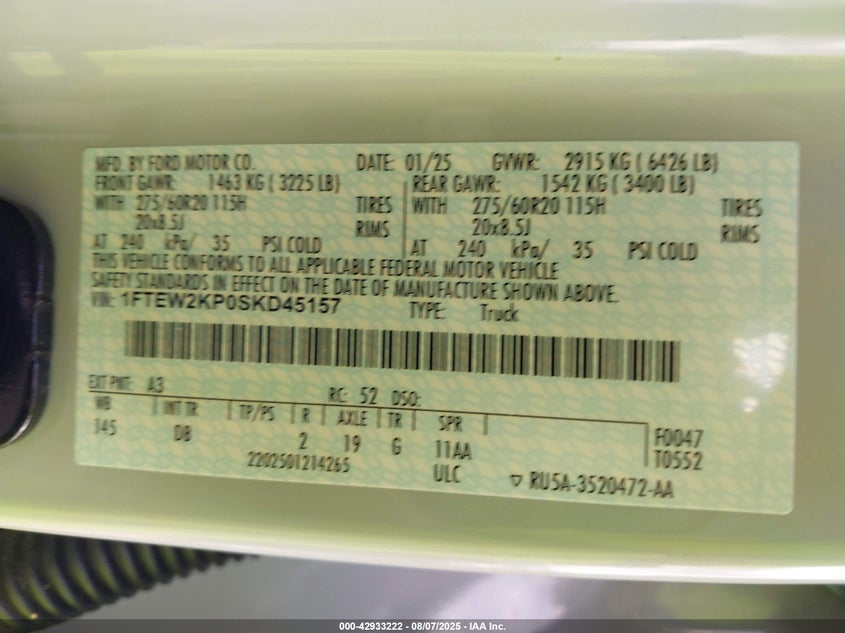 MFD. BY FORD MOTOR CO. DATE: 01/25 GVWR: 2915 KG ( 6426 LB)
FRONT GAWR: 1463 KG ( 3225 LB) REAR GAWR: 1542 KG ( 3400 LB)
WITH 275/60R20 115H TIRES WITH 275/60R20 115H TIRES
20x8.5J RIMS 20x8.5J RIMS
AT 240 kPa/ 35 PSI COLD AT 240 kPa/ 35 PSI COLD
THIS VEHICLE CONFORMS TO ALL APPLICABLE FEDERAL MOTOR VEHICLE
SAFETY STANDARDS IN EFFECT ON THE DATE OF MANUFACTURE SHOWN ABOVE.
VIN: 1FTEW2KP0SKD45157 TYPE: Truck
EXT PNT: A3 RC: 52 DSO:
WB INT TR TP/PS R AXLE TR SPR
145 DB 2 19 G 11AA F0047
2202501214265 ULC T0552
▽ RU5A-3520472-AA
000-42933222 - 08/07/2025 - IAA Inc.